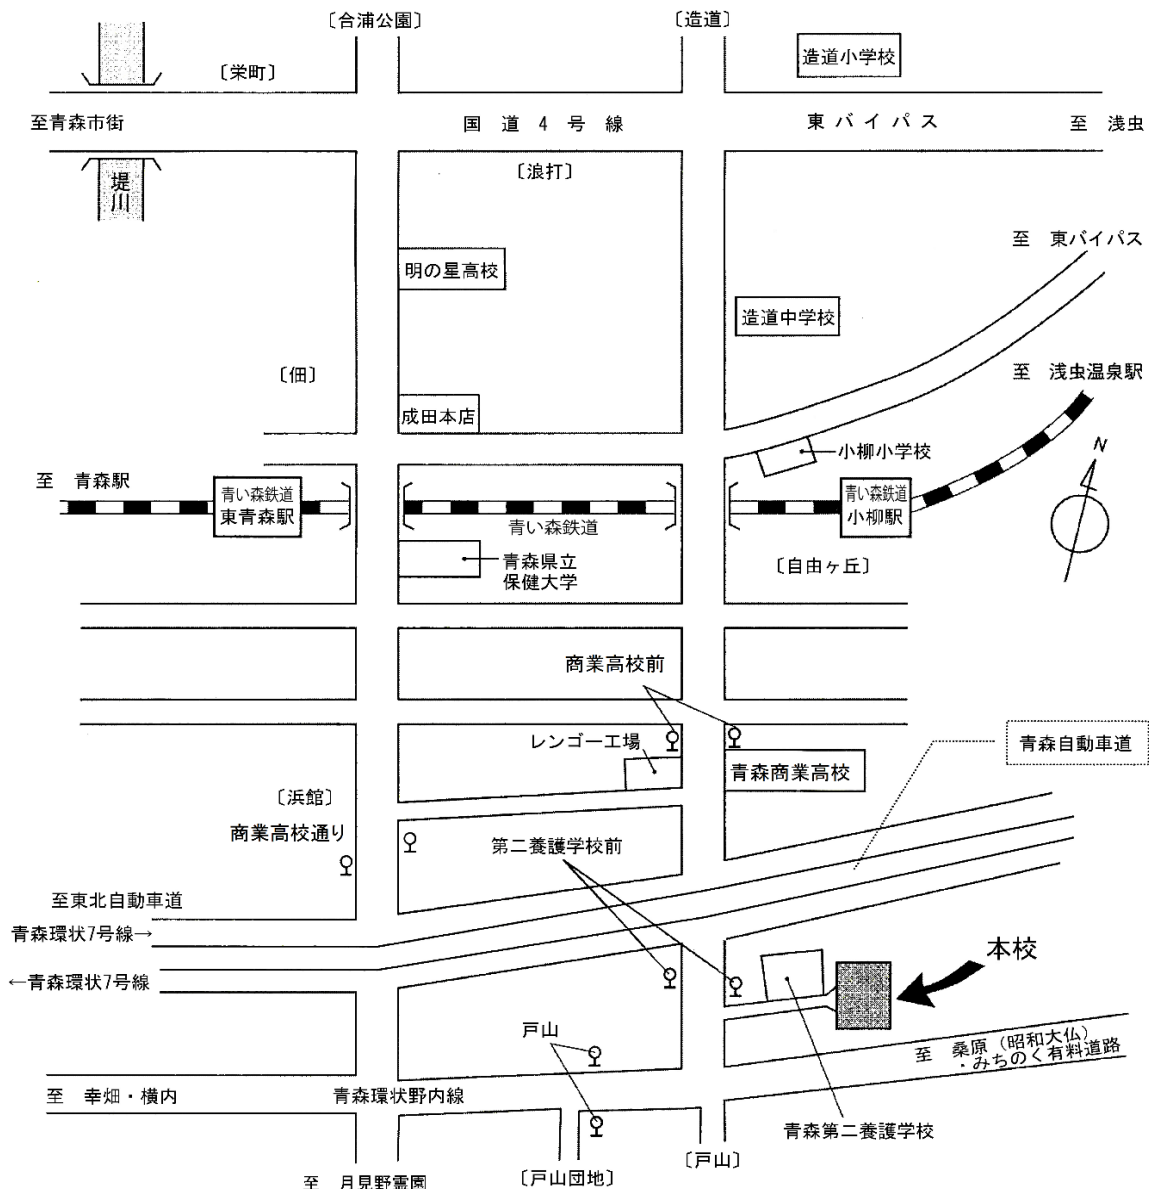 〔合浦公園〕
〔造道〕
造道小学校
〔栄町〕
至青森市街
国道4号線
東バイパス
至 浅虫
〔浪打〕
堤川
至 東バイパス
明の星高校
造道中学校
至 浅虫温泉駅
〔佃〕
成田本店
小柳小学校
N
至 青森駅
青い森鉄道
東青森駅
青い森鉄道
小柳駅
青い森鉄道
青森県立
保健大学
〔自由ヶ丘〕
商業高校前
レンゴー工場
青森商業高校
青森自動車道
〔浜館〕
商業高校通り
第二養護学校前
至東北自動車道
青森環状7号線→
←青森環状7号線
本校
戸山
至 桑原(昭和大仏)
・みちのく有料道路
至 幸畑・横内
青森環状野内線
青森第二養護学校
〔戸山〕
〔戸山団地〕
至 月見野霊園